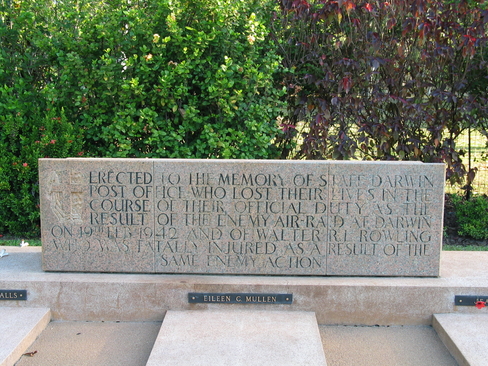 ERECTED TO THE MEMORY OF STAFF DARWIN
POST OFFICE WHO LOST THEIR LIVES IN THE
COURSE OF THEIR OFFICIAL DUTY AS THE
RESULT OF THE ENEMY AIR RAID AT DARWIN
ON 19TH FEB. 1942 AND OF WALTER R.L. ROWLING
WHO WAS FATALLY INJURED AS A RESULT OF THE
SAME ENEMY ACTION
ALLS
EILEEN G. MULLEN